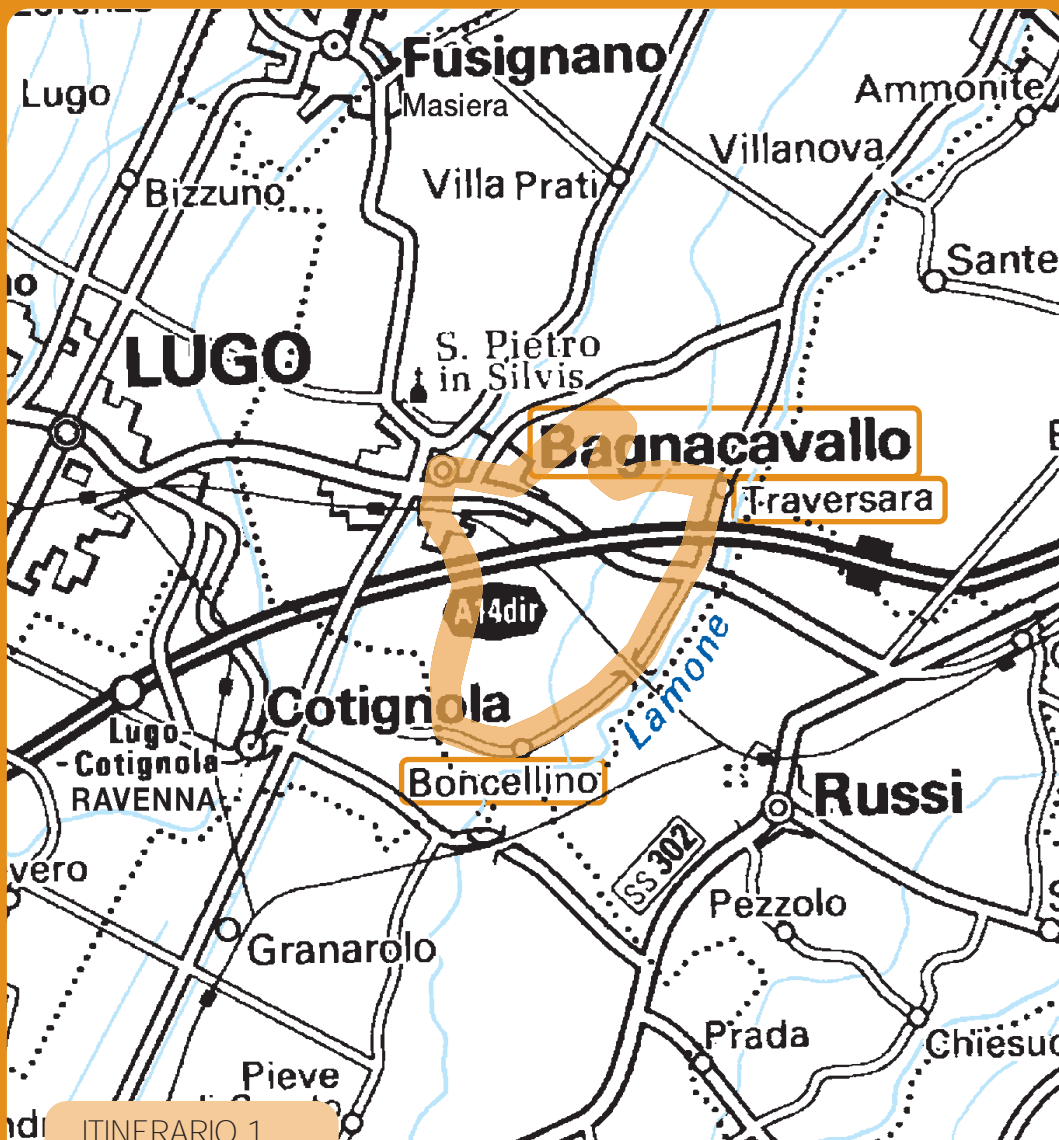 Fusignano
Lugo
Masiera
Ammonite
Villanova
Villa Prati
Bizzuno
Sante
LUGO
S. Pietro
in Silvis
Bagnacavallo
Traversara
A14dir
Lamone
Cotignola
Lugo-
-Cotignola
RAVENNA
Boncellino
Russi
SS 302
vero
Pezzolo
Granarolo
Prada
Chiesuo
Pieve
ITINERARIO 1